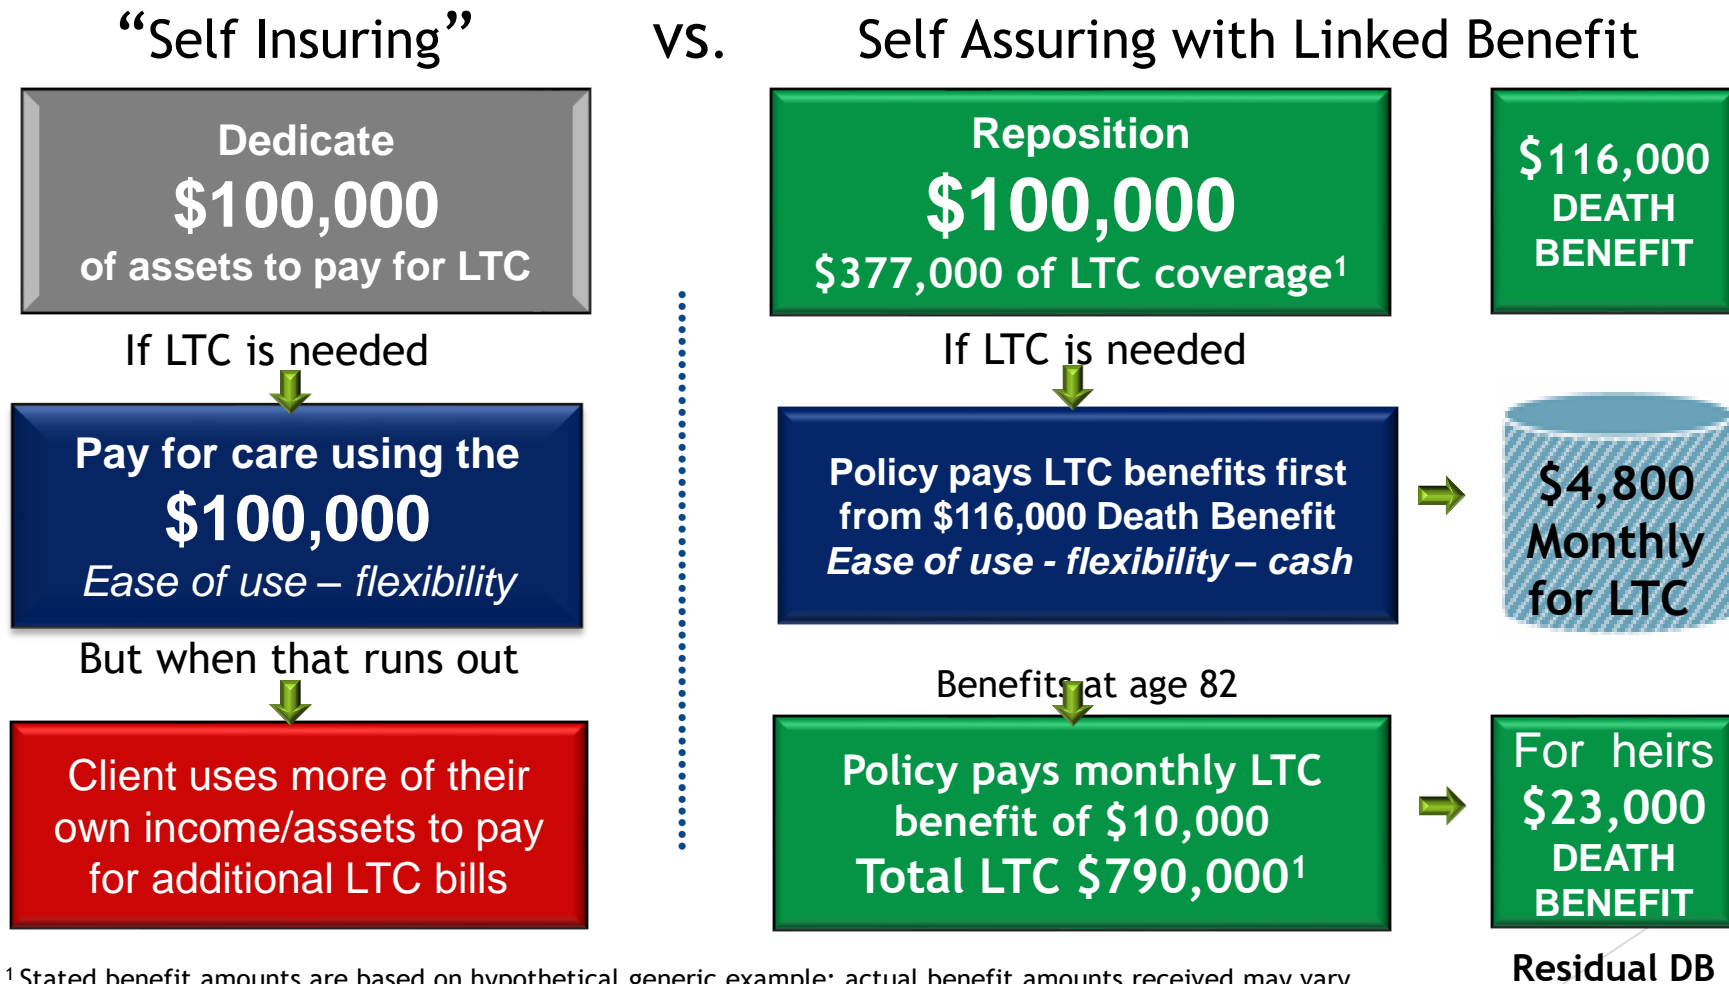 “Self Insuring” vs. Self Assuring with Linked Benefit
Dedicate
$100,000
of assets to pay for LTC
If LTC is needed
Pay for care using the
$100,000
Ease of use – flexibility
But when that runs out
Client uses more of their
own income/assets to pay
for additional LTC bills
Reposition
$100,000
$377,000 of LTC coverage¹
$116,000
DEATH
BENEFIT
If LTC is needed
Policy pays LTC benefits first
from $116,000 Death Benefit
Ease of use - flexibility – cash
$4,800
Monthly
for LTC
Benefits at age 82
Policy pays monthly LTC
benefit of $10,000
Total LTC $790,000¹
For heirs
$23,000
DEATH
BENEFIT
Residual DB
¹ Stated benefit amounts are based on hypothetical generic example; actual benefit amounts received may vary